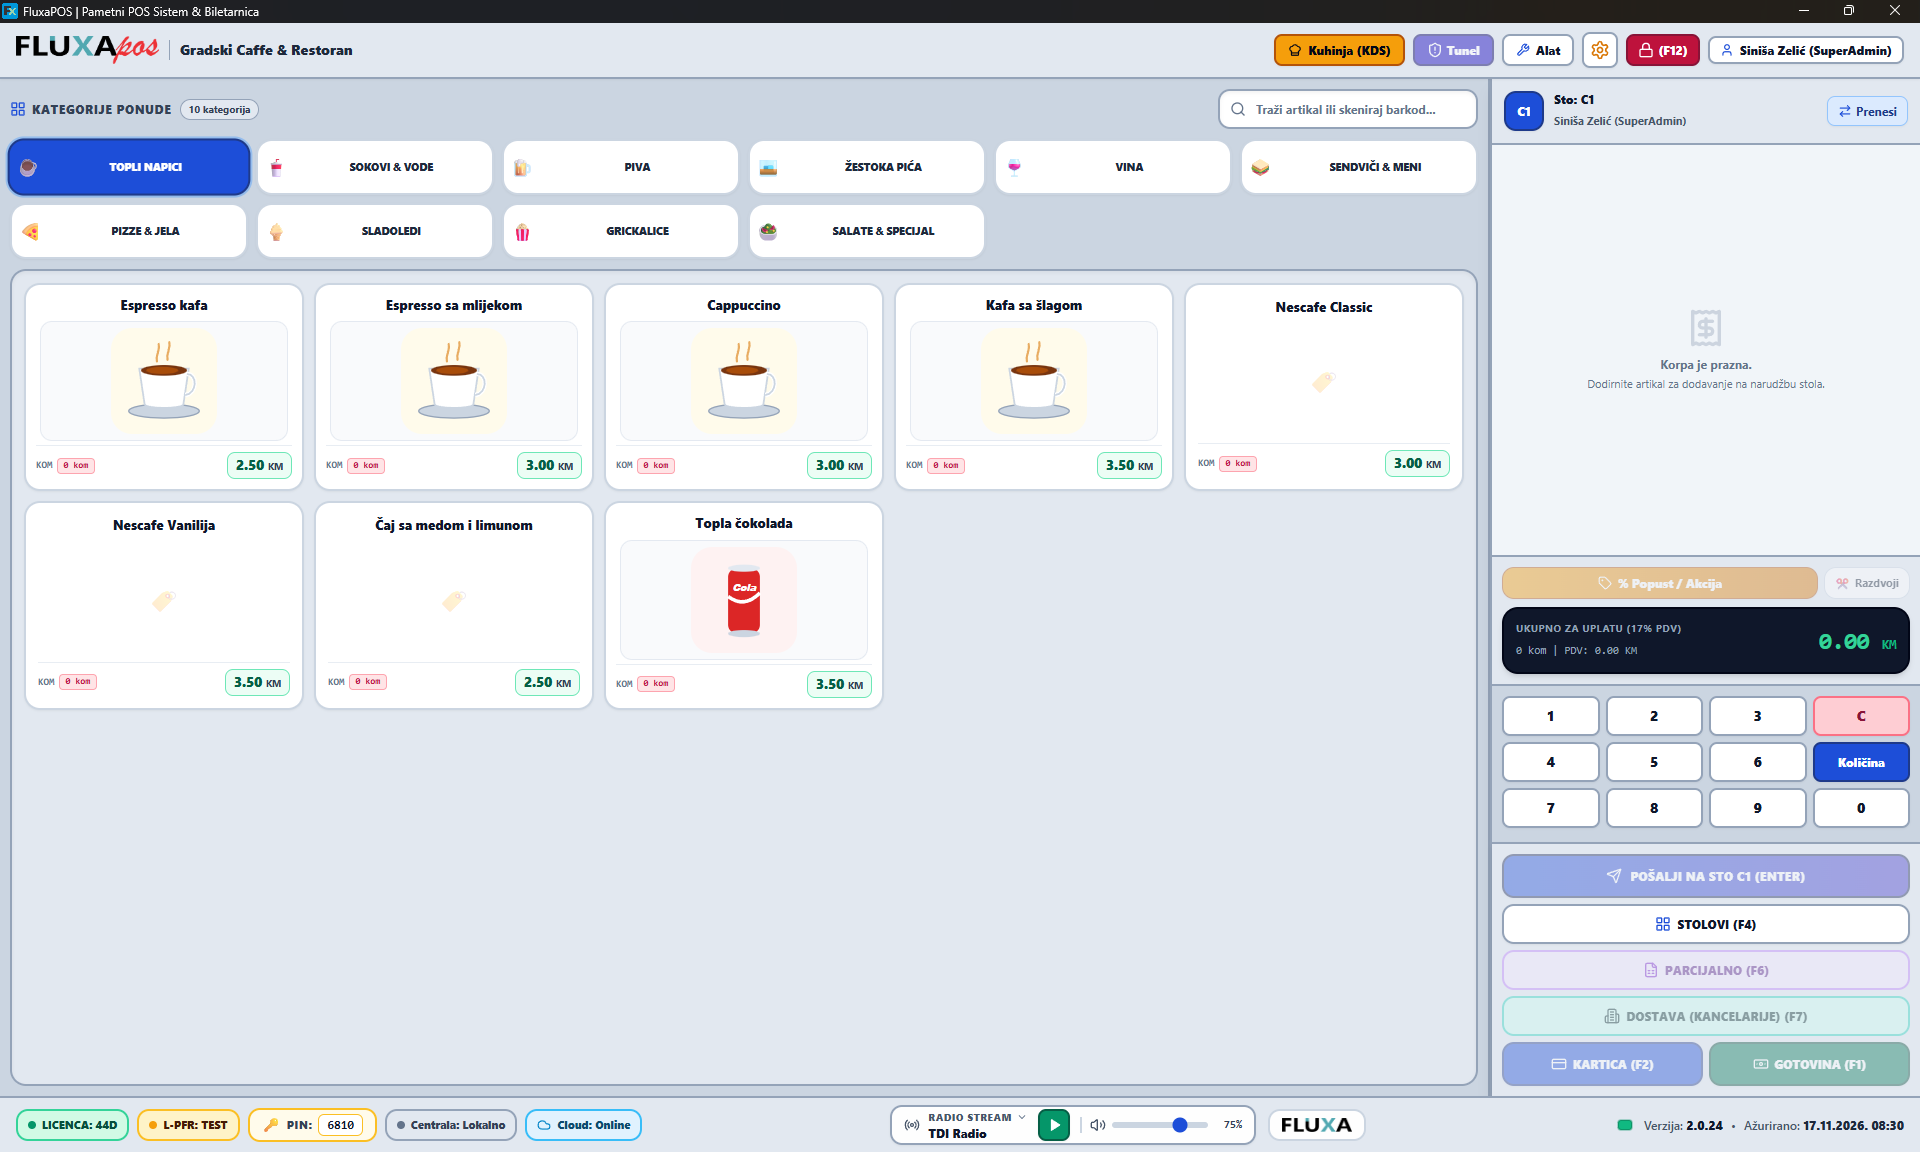 FluxaPOS | Pametni POS Sistem & Biletarnica
FLUXA pos
Gradski Caffe & Restoran
Kuhinja (KDS)
Tunel
Alat
(F12)
Siniša Zelić (SuperAdmin)
KATEGORIJE PONUDE
10 kategorija
Traži artikal ili skeniraj barkod...
TOPLI NAPICI
SOKOVI & VODE
PIVA
ŽESTOKA PIĆA
VINA
SENDVIČI & MENI
PIZZE & JELA
SLADOLEDI
GRICKALICE
SALATE & SPECIJAL
Espresso kafa
KOM 0 kom 2.50 KM
Espresso sa mlijekom
KOM 0 kom 3.00 KM
Cappuccino
KOM 0 kom 3.00 KM
Kafa sa šlagom
KOM 0 kom 3.50 KM
Nescafe Classic
KOM 0 kom 3.00 KM
Nescafe Vanilija
KOM 0 kom 3.50 KM
Čaj sa medom i limunom
KOM 0 kom 2.50 KM
Topla čokolada
Cola
KOM 0 kom 3.50 KM
C1
Sto: C1
Siniša Zelić (SuperAdmin)
Prenesi
Korpa je prazna.
Dodirnite artikal za dodavanje na narudžbu stola.
% Popust / Akcija
Razdvoji
UKUPNO ZA UPLATU (17% PDV)
0 kom | PDV: 0.00 KM
0.00 KM
1 2 3 C
4 5 6 Količina
7 8 9 0
POŠALJI NA STO C1 (ENTER)
STOLOVI (F4)
PARCIJALNO (F6)
DOSTAVA (KANCELARIJE) (F7)
KARTICA (F2)
GOTOVINA (F1)
LICENCA: 44D
L-PFR: TEST
PIN: 6810
Centrala: Lokalno
Cloud: Online
RADIO STREAM
TDI Radio
75%
FLUXA
Verzija: 2.0.24 • Ažurirano: 17.11.2026. 08:30